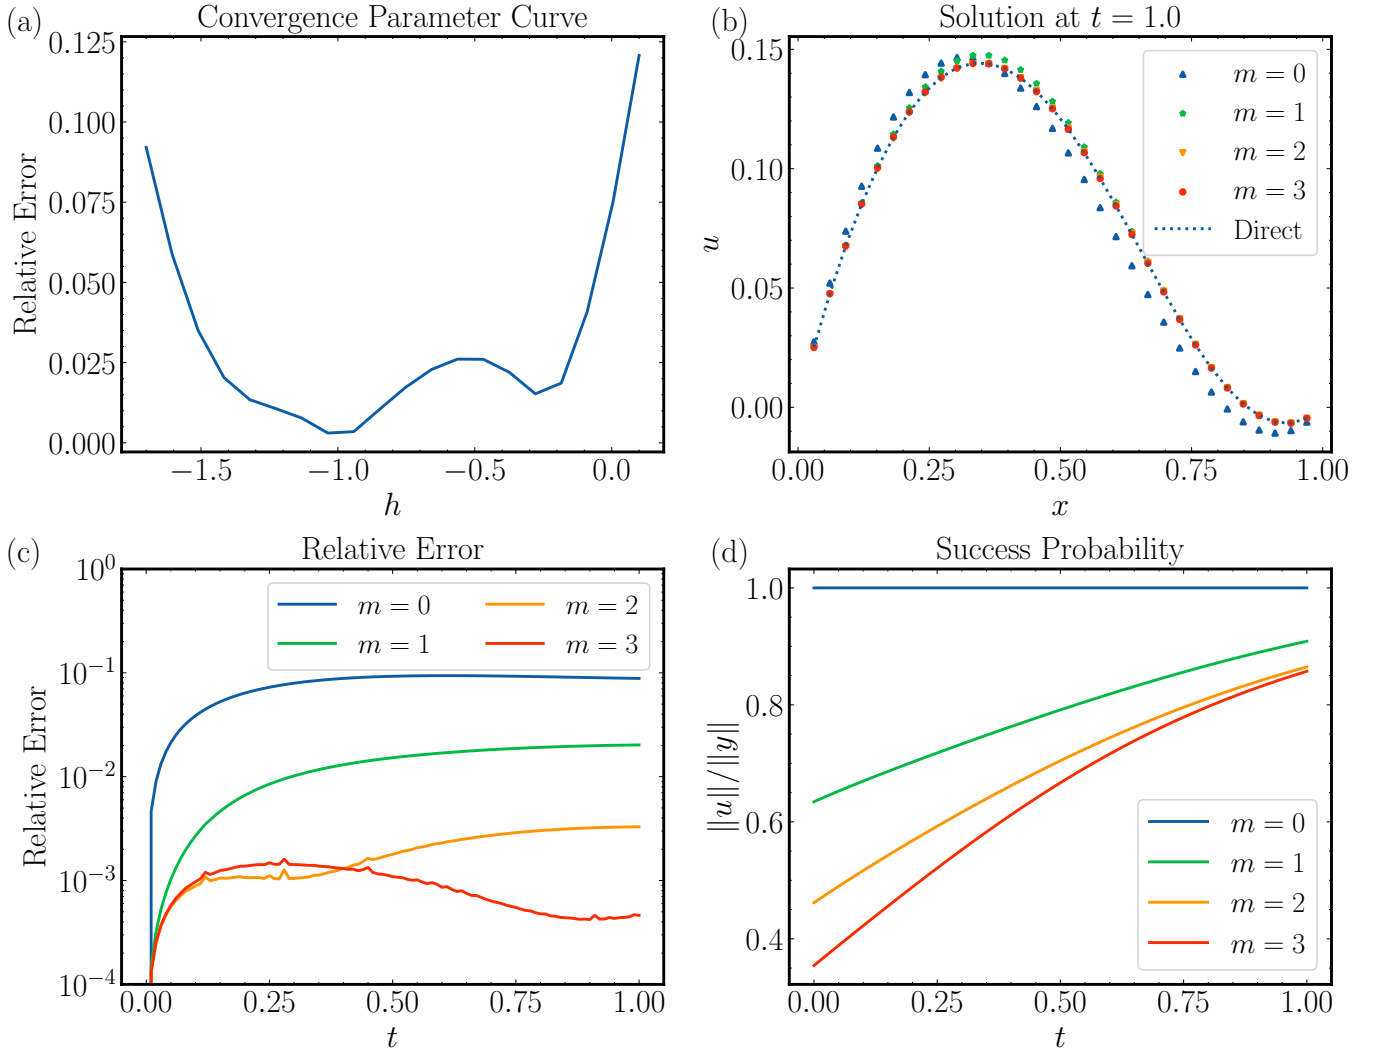 (a)
Convergence Parameter Curve
0.125
0.100
0.075
0.050
0.025
0.000
Relative Error
−1.5
−1.0
−0.5
0.0
h
(b)
Solution at t = 1.0
0.15
0.10
0.05
0.00
u
m = 0
m = 1
m = 2
m = 3
Direct
0.00
0.25
0.50
0.75
1.00
x
(c)
Relative Error
10⁰
10⁻¹
10⁻²
10⁻³
10⁻⁴
Relative Error
m = 0
m = 1
m = 2
m = 3
0.00
0.25
0.50
0.75
1.00
t
(d)
Success Probability
1.0
0.8
0.6
0.4
||u||/||y||
m = 0
m = 1
m = 2
m = 3
0.00
0.25
0.50
0.75
1.00
t